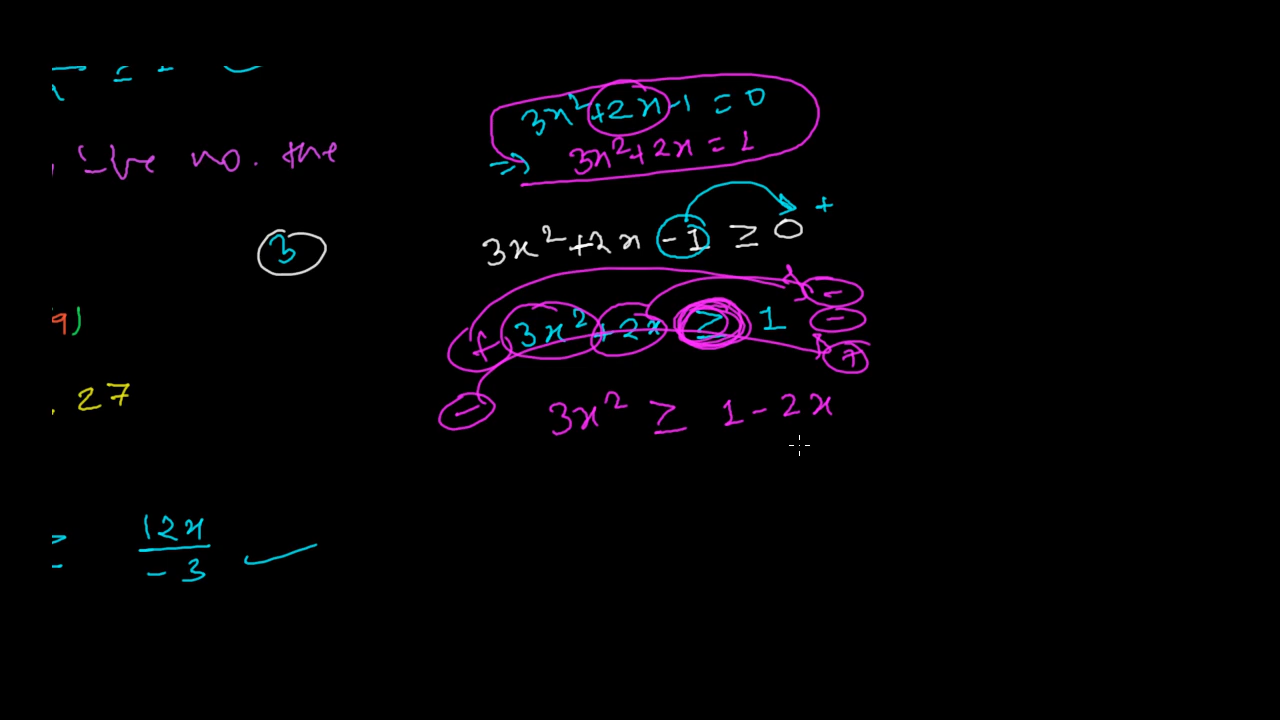 -ive no. the
3
9)
27
12x
- 3
3x²+2x-1 = 0
=> 3x²+2x = 1
3x²+2x -1 ≥ 0 +
+ 3x²+2x ≥ 1 - - +
- 3x² ≥ 1-2x